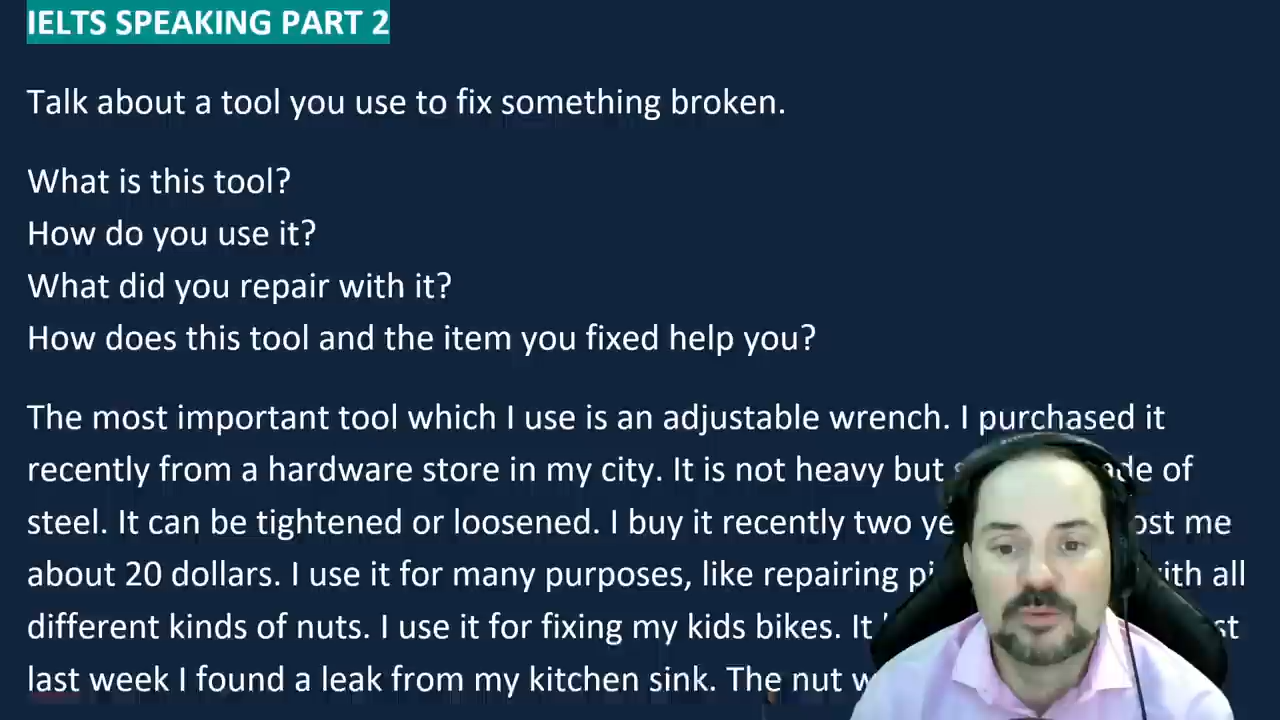 IELTS SPEAKING PART 2
Talk about a tool you use to fix something broken.
What is this tool?
How do you use it?
What did you repair with it?
How does this tool and the item you fixed help you?
The most important tool which I use is an adjustable wrench. I purchased it
recently from a hardware store in my city. It is not heavy but of
steel. It can be tightened or loosened. I buy it recently two me
about 20 dollars. I use it for many purposes, like repairing all
different kinds of nuts. I use it for fixing my kids bikes. It
last week I found a leak from my kitchen sink. The nut